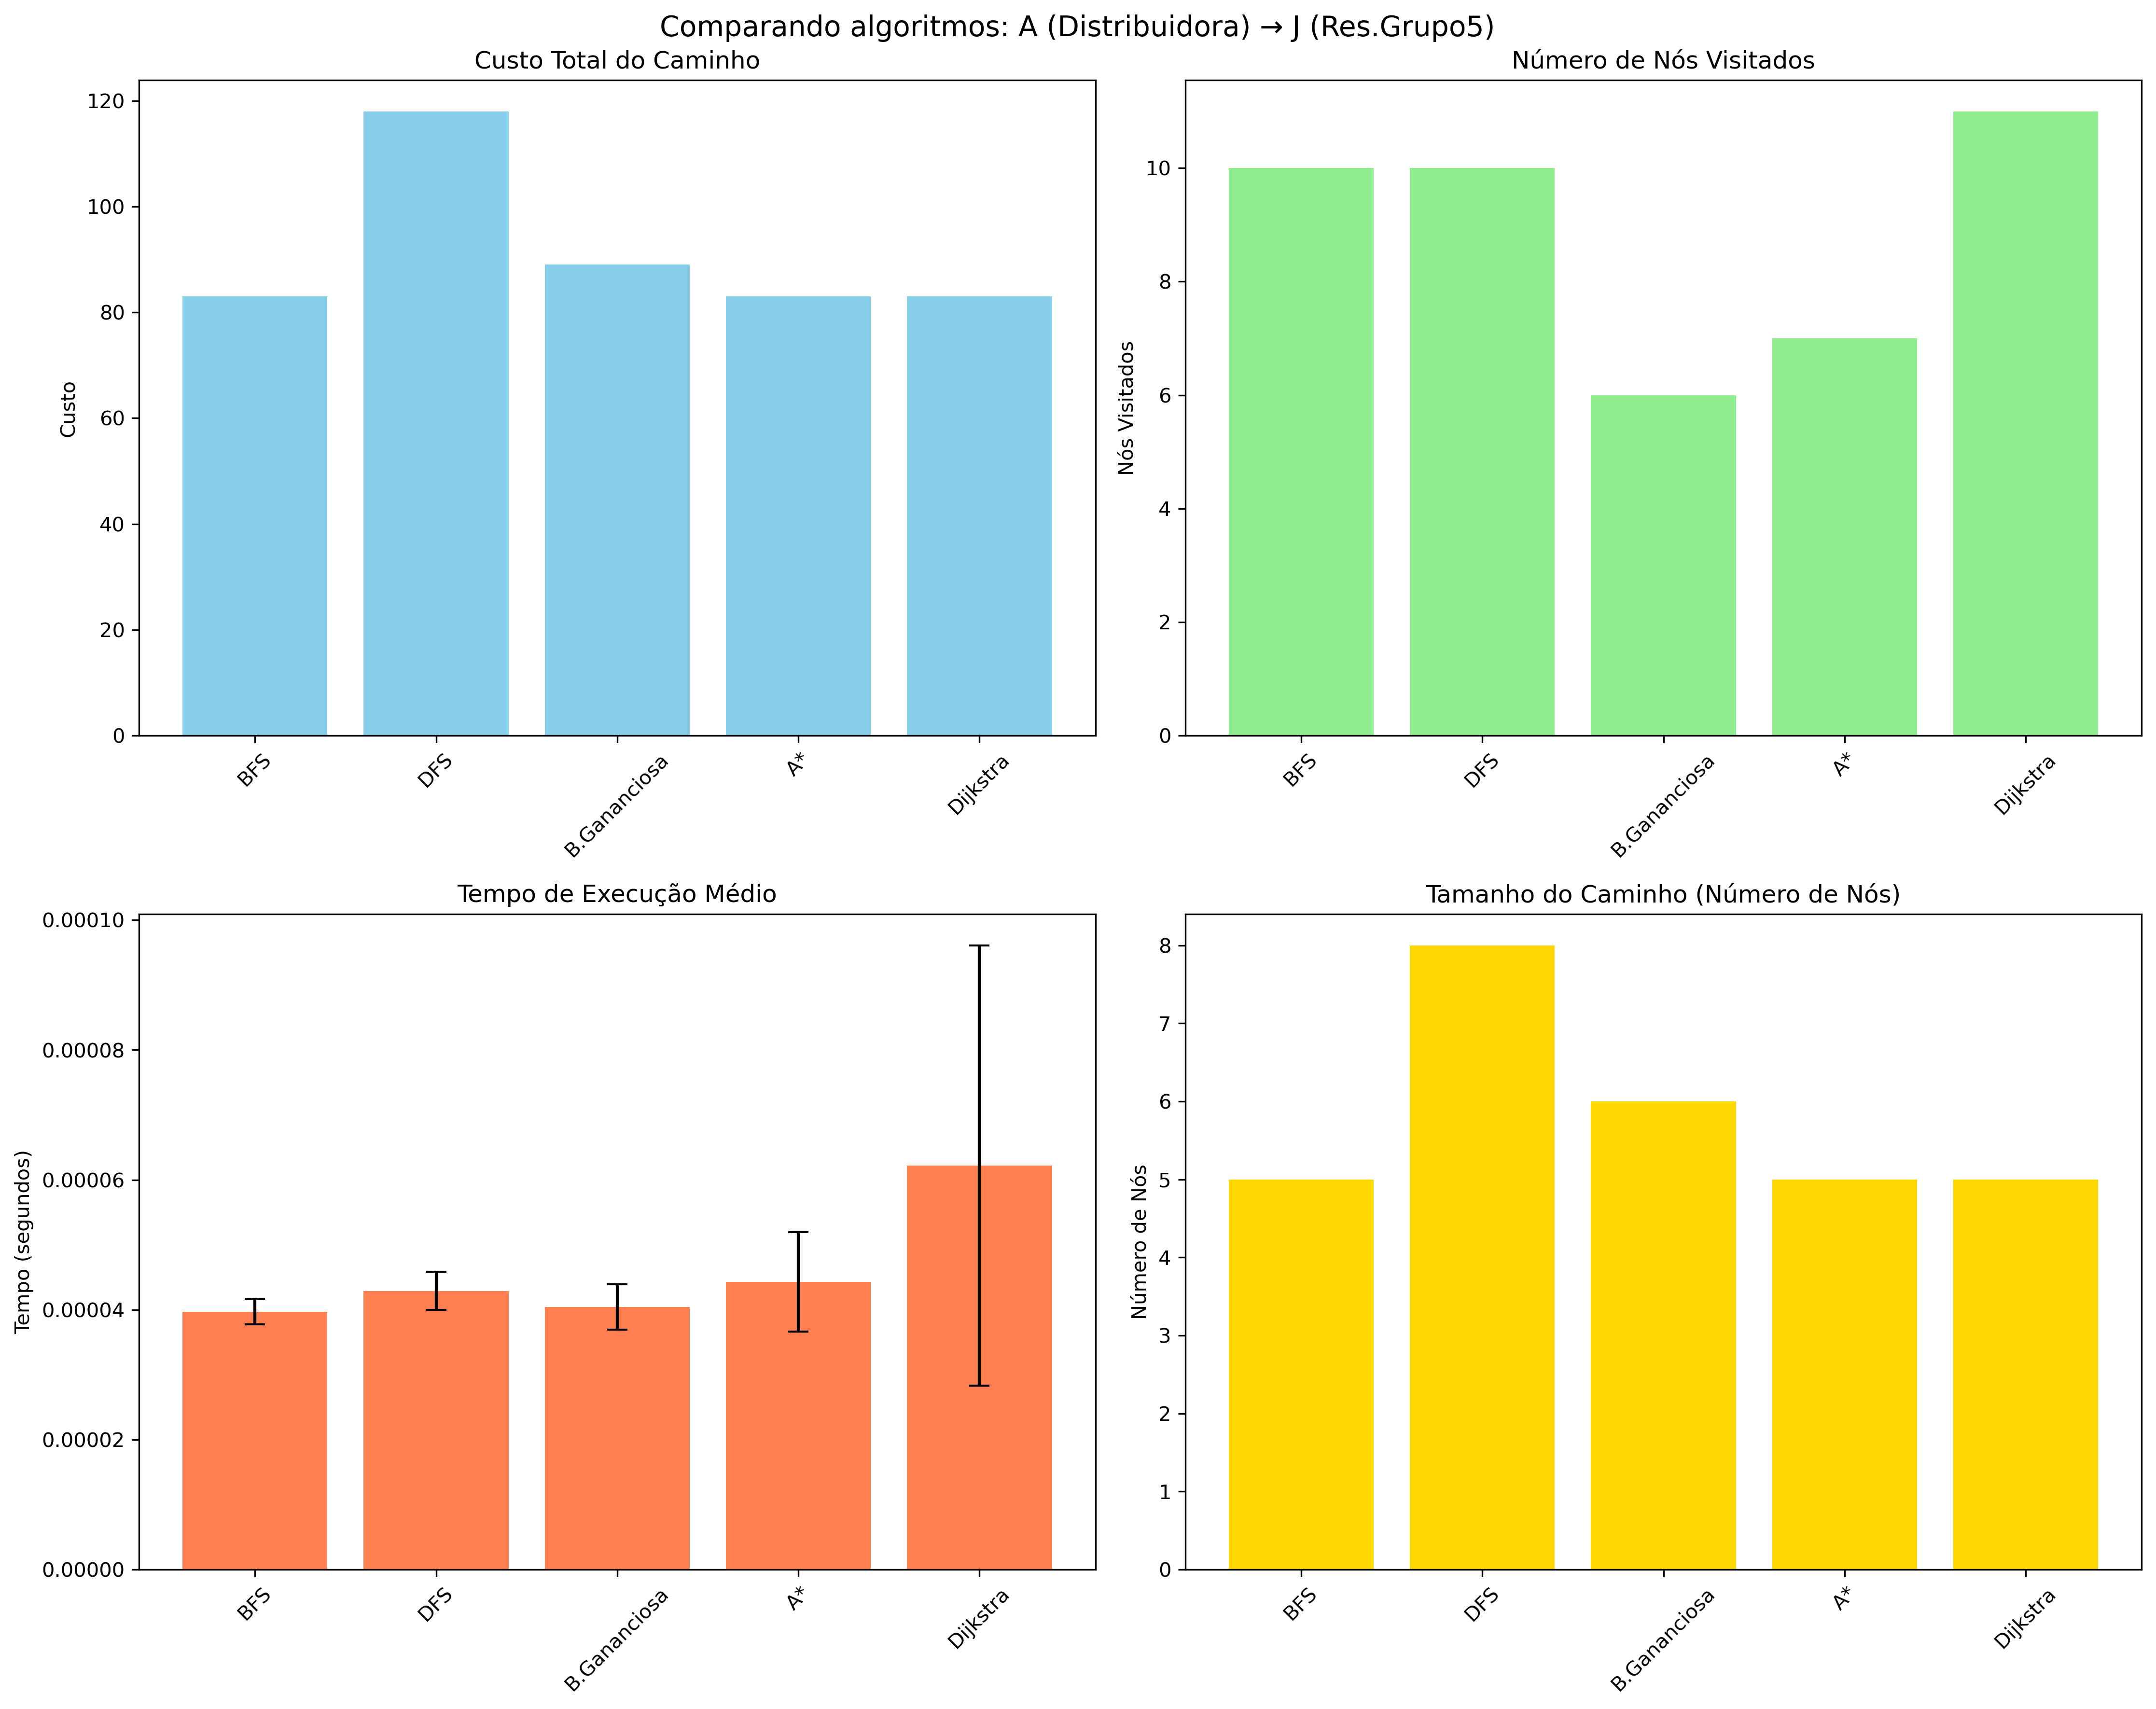 Comparando algoritmos: A (Distribuidora) → J (Res.Grupo5)
Custo Total do Caminho
Custo
120
100
80
60
40
20
0
BFS
DFS
B.Gananciosa
A*
Dijkstra
Número de Nós Visitados
Nós Visitados
10
8
6
4
2
0
BFS
DFS
B.Gananciosa
A*
Dijkstra
Tempo de Execução Médio
Tempo (segundos)
0.00010
0.00008
0.00006
0.00004
0.00002
0.00000
BFS
DFS
B.Gananciosa
A*
Dijkstra
Tamanho do Caminho (Número de Nós)
Número de Nós
8
7
6
5
4
3
2
1
0
BFS
DFS
B.Gananciosa
A*
Dijkstra